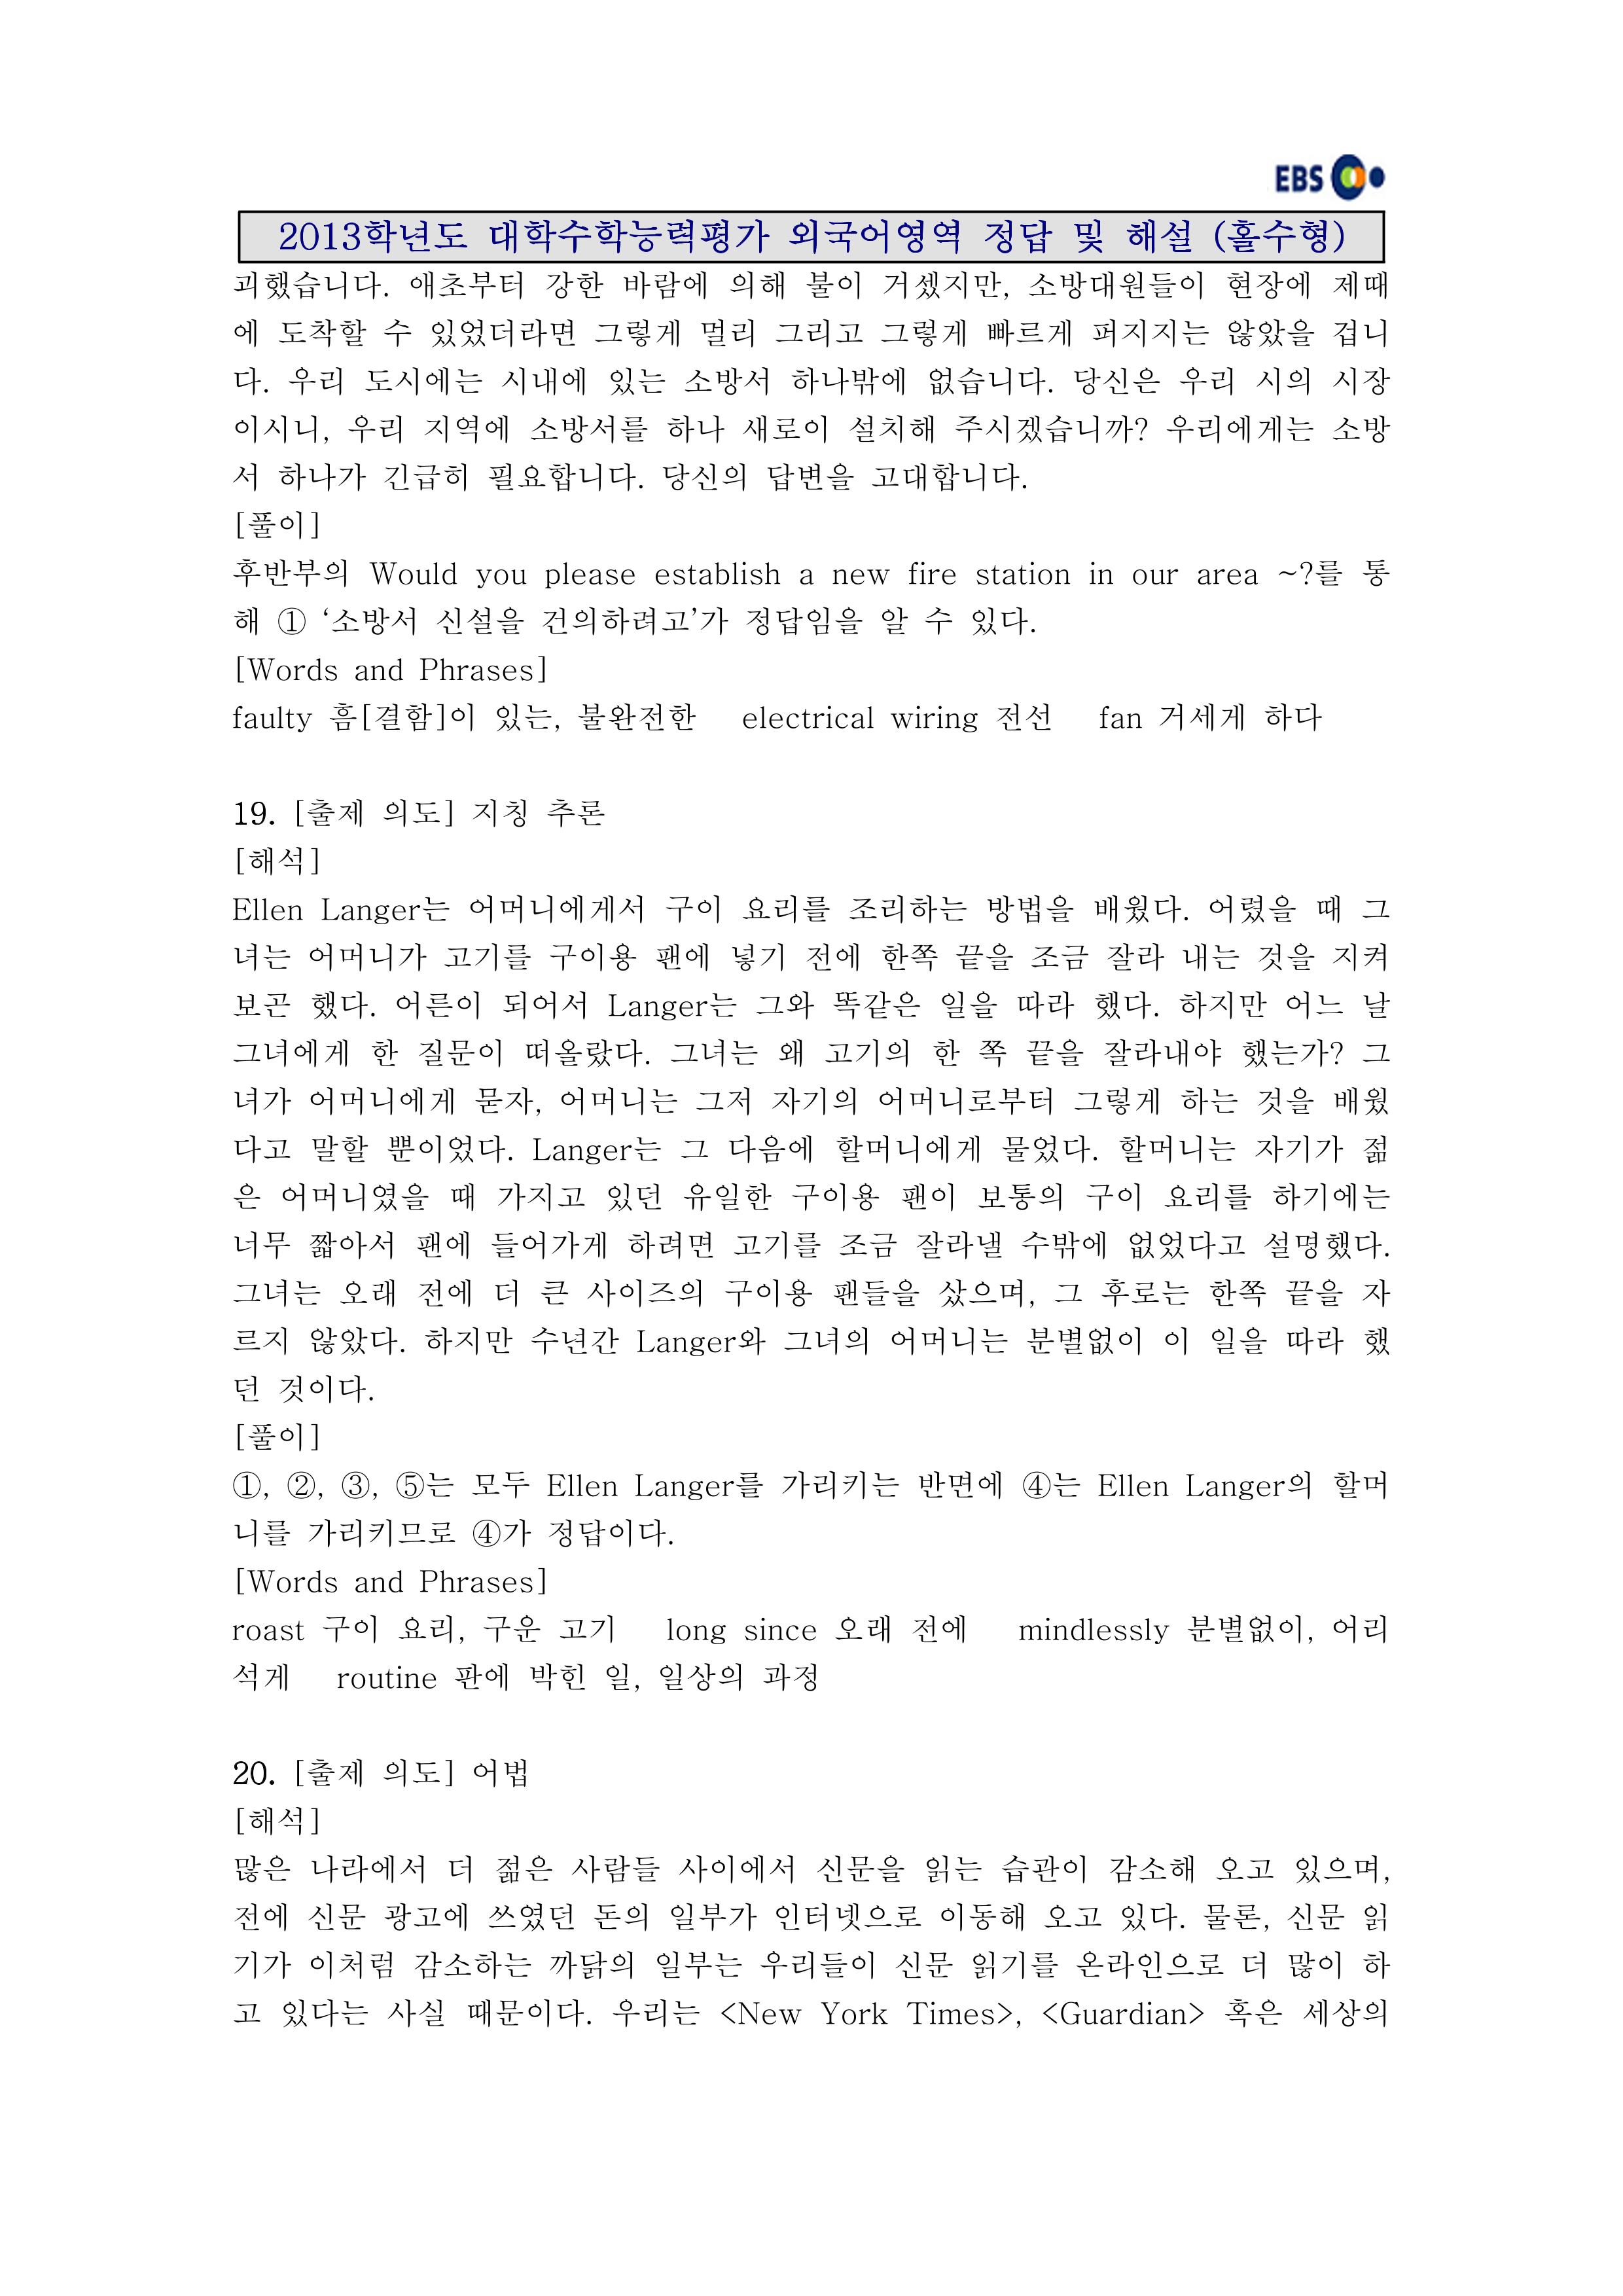 EBS
2013학년도 대학수학능력평가 외국어영역 정답 및 해설 (홀수형)
괴했습니다. 애초부터 강한 바람에 의해 불이 거셌지만, 소방대원들이 현장에 제때
에 도착할 수 있었더라면 그렇게 멀리 그리고 그렇게 빠르게 퍼지지는 않았을 겁니
다. 우리 도시에는 시내에 있는 소방서 하나밖에 없습니다. 당신은 우리 시의 시장
이시니, 우리 지역에 소방서를 하나 새로이 설치해 주시겠습니까? 우리에게는 소방
서 하나가 긴급히 필요합니다. 당신의 답변을 고대합니다.
[풀이]
후반부의 Would you please establish a new fire station in our area ~?를 통
해 ① ‘소방서 신설을 건의하려고’가 정답임을 알 수 있다.
[Words and Phrases]
faulty 흠[결함]이 있는, 불완전한 electrical wiring 전선 fan 거세게 하다
19. [출제 의도] 지칭 추론
[해석]
Ellen Langer는 어머니에게서 구이 요리를 조리하는 방법을 배웠다. 어렸을 때 그
녀는 어머니가 고기를 구이용 팬에 넣기 전에 한쪽 끝을 조금 잘라 내는 것을 지켜
보곤 했다. 어른이 되어서 Langer는 그와 똑같은 일을 따라 했다. 하지만 어느 날
그녀에게 한 질문이 떠올랐다. 그녀는 왜 고기의 한 쪽 끝을 잘라내야 했는가? 그
녀가 어머니에게 묻자, 어머니는 그저 자기의 어머니로부터 그렇게 하는 것을 배웠
다고 말할 뿐이었다. Langer는 그 다음에 할머니에게 물었다. 할머니는 자기가 젊
은 어머니였을 때 가지고 있던 유일한 구이용 팬이 보통의 구이 요리를 하기에는
너무 짧아서 팬에 들어가게 하려면 고기를 조금 잘라낼 수밖에 없었다고 설명했다.
그녀는 오래 전에 더 큰 사이즈의 구이용 팬들을 샀으며, 그 후로는 한쪽 끝을 자
르지 않았다. 하지만 수년간 Langer와 그녀의 어머니는 분별없이 이 일을 따라 했
던 것이다.
[풀이]
①, ②, ③, ⑤는 모두 Ellen Langer를 가리키는 반면에 ④는 Ellen Langer의 할머
니를 가리키므로 ④가 정답이다.
[Words and Phrases]
roast 구이 요리, 구운 고기 long since 오래 전에 mindlessly 분별없이, 어리
석게 routine 판에 박힌 일, 일상의 과정
20. [출제 의도] 어법
[해석]
많은 나라에서 더 젊은 사람들 사이에서 신문을 읽는 습관이 감소해 오고 있으며,
전에 신문 광고에 쓰였던 돈의 일부가 인터넷으로 이동해 오고 있다. 물론, 신문 읽
기가 이처럼 감소하는 까닭의 일부는 우리들이 신문 읽기를 온라인으로 더 많이 하
고 있다는 사실 때문이다. 우리는 <New York Times>, <Guardian> 혹은 세상의